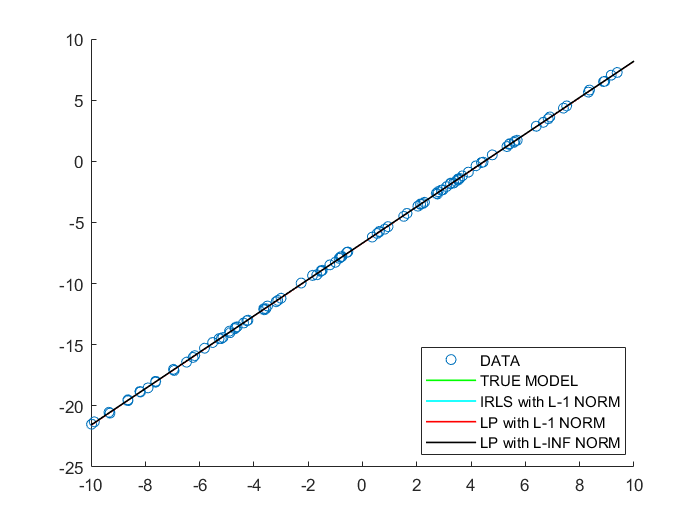 10
5
0
-5
-10
-15
-20
-25
-10 -8 -6 -4 -2 0 2 4 6 8 10
DATA
TRUE MODEL
IRLS with L-1 NORM
LP with L-1 NORM
LP with L-INF NORM